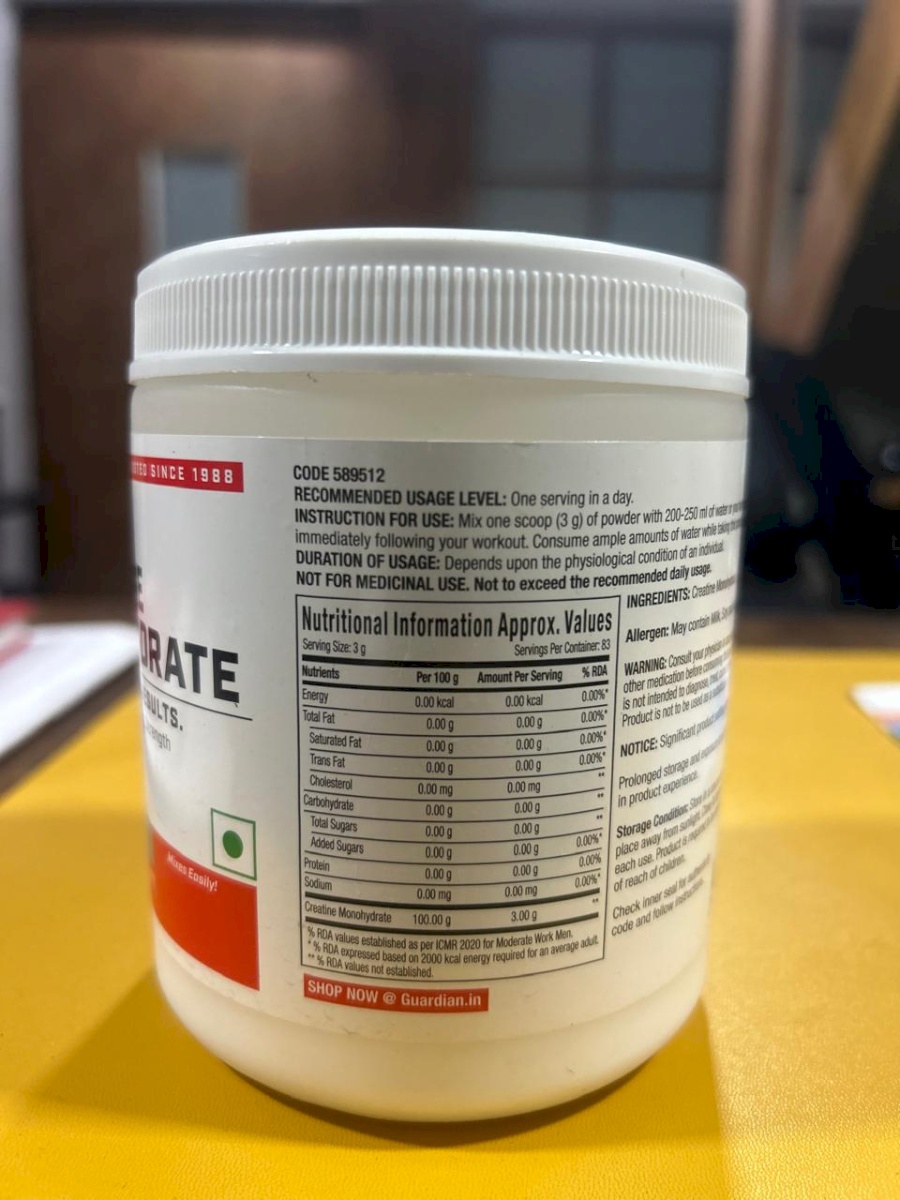 SINCE 1988
E
DRATE
SULTS.
Mixes Easily!
CODE 589512
RECOMMENDED USAGE LEVEL: One serving in a day.
INSTRUCTION FOR USE: Mix one scoop (3 g) of powder with 200-250 ml of water or
immediately following your workout. Consume ample amounts of water while taking
DURATION OF USAGE: Depends upon the physiological condition of an individual.
NOT FOR MEDICINAL USE. Not to exceed the recommended daily usage.
Nutritional Information Approx. Values
Serving Size: 3 g Servings Per Container: 83
Nutrients Per 100 g Amount Per Serving % RDA
Energy 0.00 kcal 0.00 kcal 0.00%*
Total Fat 0.00 g 0.00 g 0.00%*
Saturated Fat 0.00 g 0.00 g 0.00%*
Trans Fat 0.00 g 0.00 g 0.00%*
Cholesterol 0.00 mg 0.00 mg **
Carbohydrate 0.00 g 0.00 g **
Total Sugars 0.00 g 0.00 g **
Added Sugars 0.00 g 0.00 g 0.00%*
Protein 0.00 g 0.00 g 0.00%
Sodium 0.00 mg 0.00 mg 0.00%*
Creatine Monohydrate 100.00 g 3.00 g **
% RDA values established as per ICMR 2020 for Moderate Work Men.
*% RDA expressed based on 2000 kcal energy required for an average adult.
**% RDA values not established.
SHOP NOW @ Guardian.in
INGREDIENTS: Creatine
Allergen: May contain Milk, Soy
WARNING: Consult your physician
other medication before consuming
is not intended to diagnose, treat,
Product is not to be used as a
NOTICE: Significant product
Prolonged storage and
in product experience.
Storage Condition: Store
place away from sunlight.
each use. Product is required
of reach of children.
Check inner seal for
code and follow instructions.